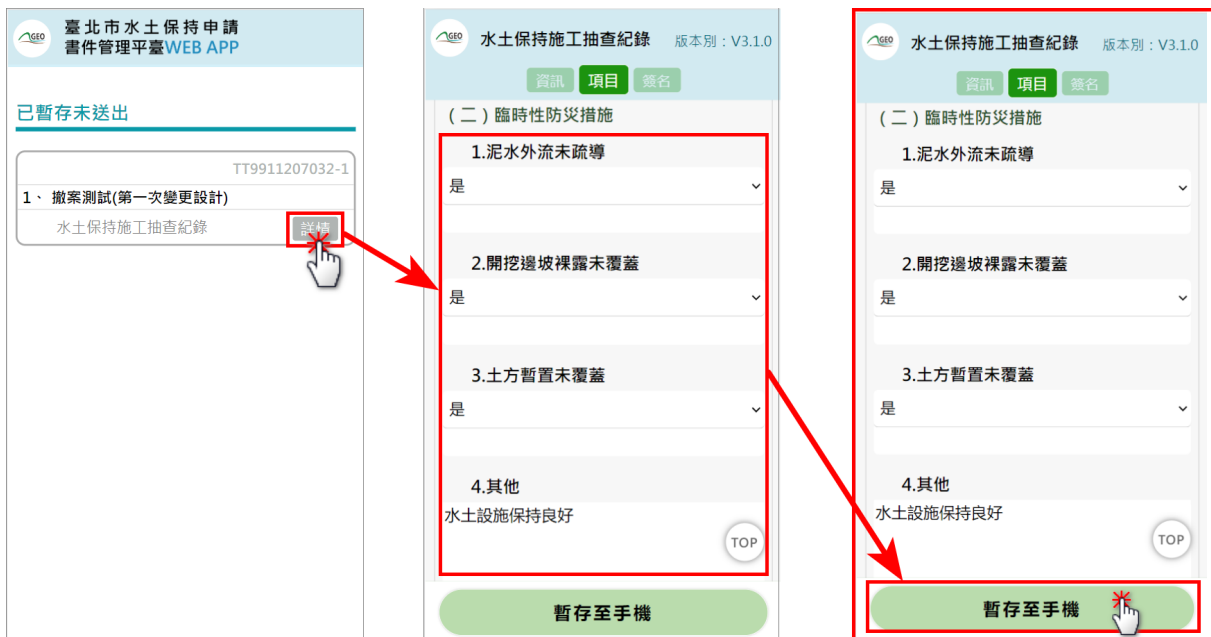 GEO
臺北市水土保持申請
書件管理平臺WEB APP
已暫存未送出
TT9911207032-1
1、 撤案測試(第一次變更設計)
水土保持施工抽查紀錄
詳情
GEO
水土保持施工抽查紀錄 版本別：V3.1.0
資訊 項目 簽名
(二)臨時性防災措施
1.泥水外流未疏導
是
2.開挖邊坡裸露未覆蓋
是
3.土方暫置未覆蓋
是
4.其他
水土設施保持良好
TOP
暫存至手機
GEO
水土保持施工抽查紀錄 版本別：V3.1.0
資訊 項目 簽名
(二)臨時性防災措施
1.泥水外流未疏導
是
2.開挖邊坡裸露未覆蓋
是
3.土方暫置未覆蓋
是
4.其他
水土設施保持良好
TOP
暫存至手機